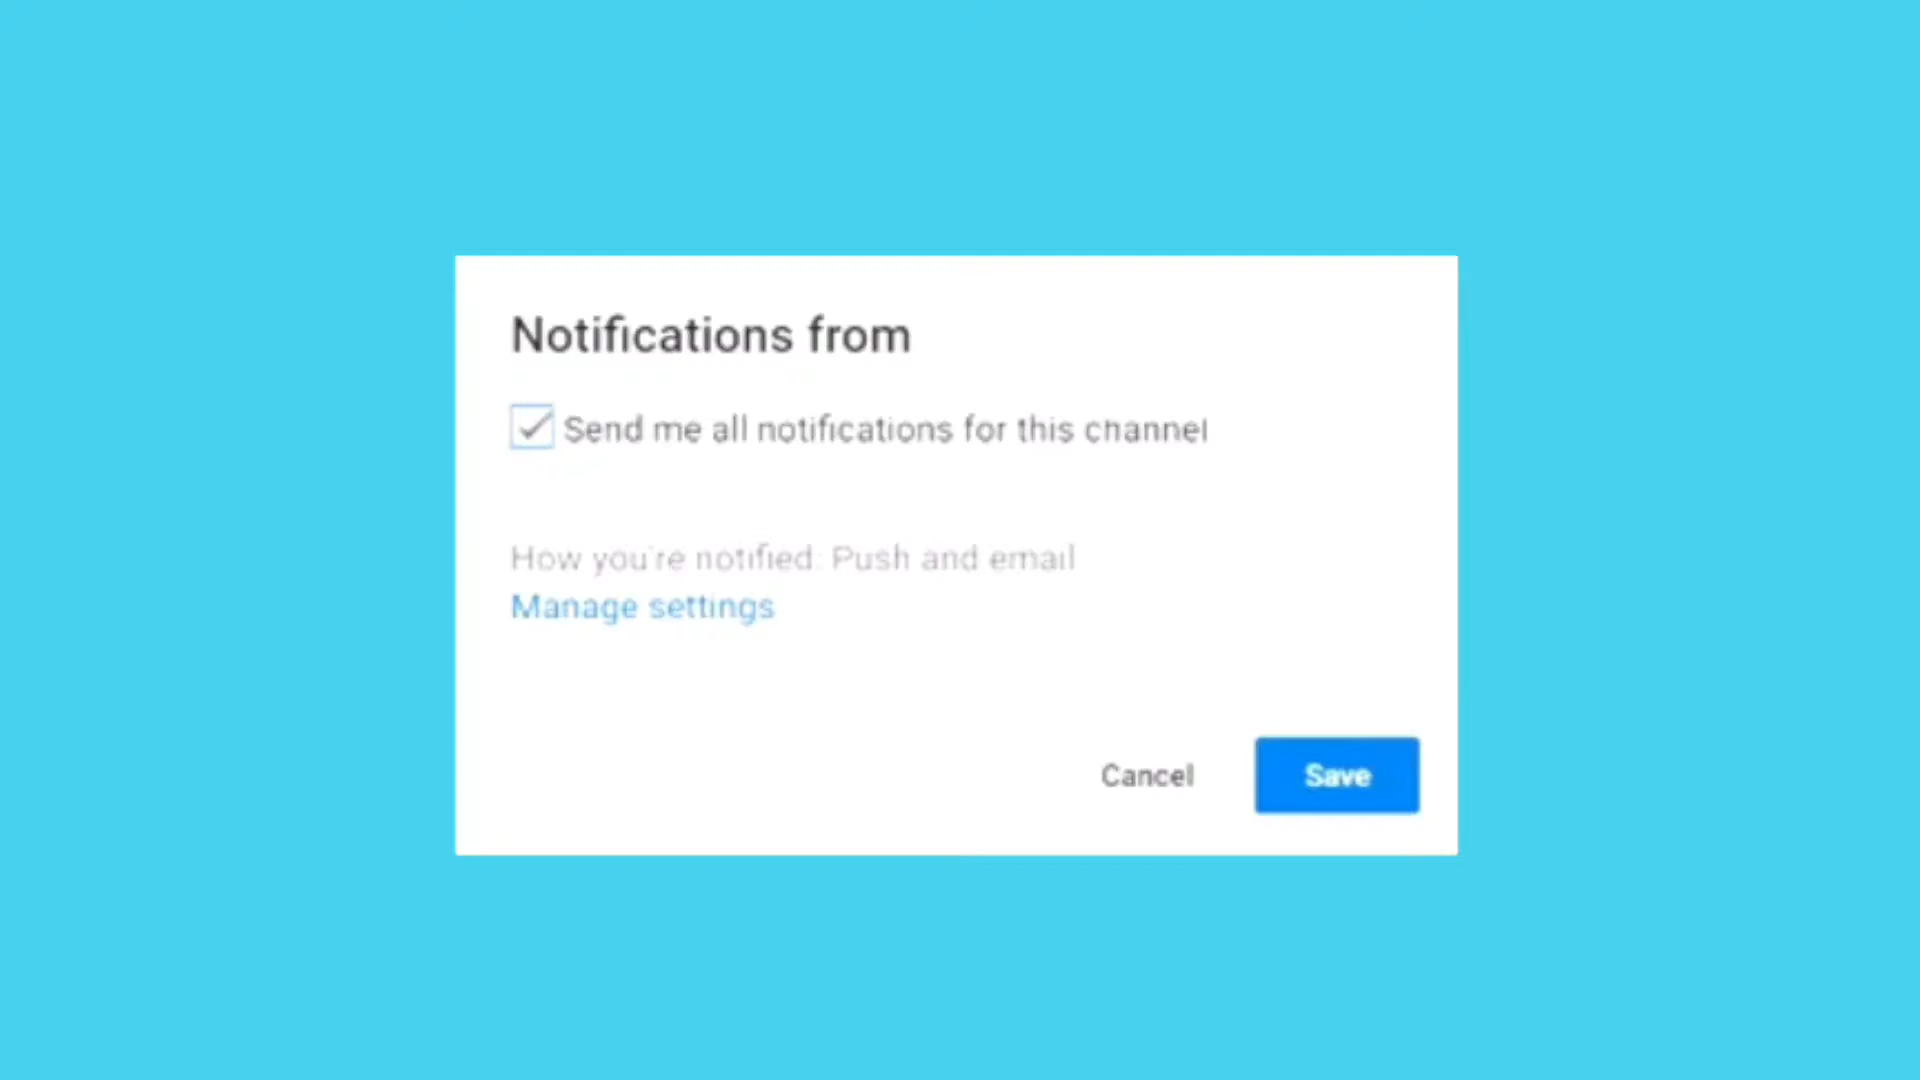 Notifications from
Send me all notifications for this channel
How you're notified: Push and email
Manage settings
Cancel
Save